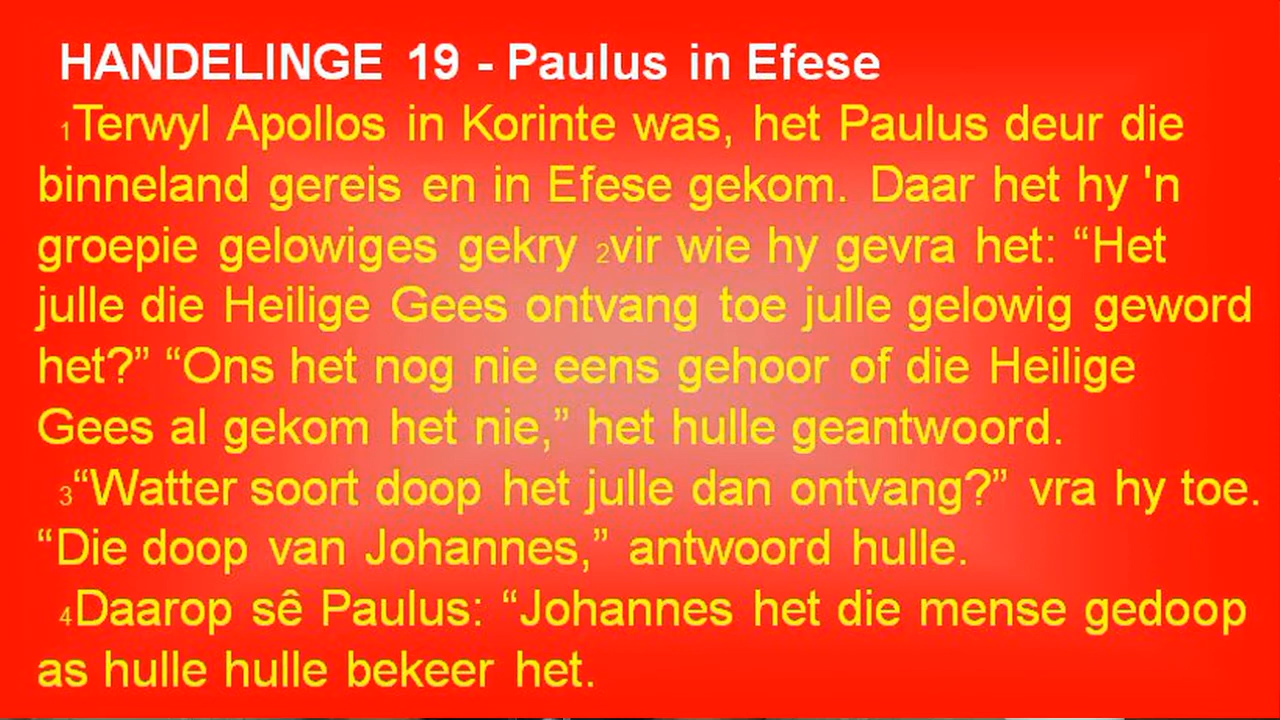 HANDELINGE 19 - Paulus in Efese
1Terwyl Apollos in Korinte was, het Paulus deur die
binneland gereis en in Efese gekom. Daar het hy 'n
groepie gelowiges gekry 2vir wie hy gevra het: “Het
julle die Heilige Gees ontvang toe julle gelowig geword
het?” “Ons het nog nie eens gehoor of die Heilige
Gees al gekom het nie,” het hulle geantwoord.
3“Watter soort doop het julle dan ontvang?” vra hy toe.
“Die doop van Johannes,” antwoord hulle.
4Daarop sê Paulus: “Johannes het die mense gedoop
as hulle hulle bekeer het.